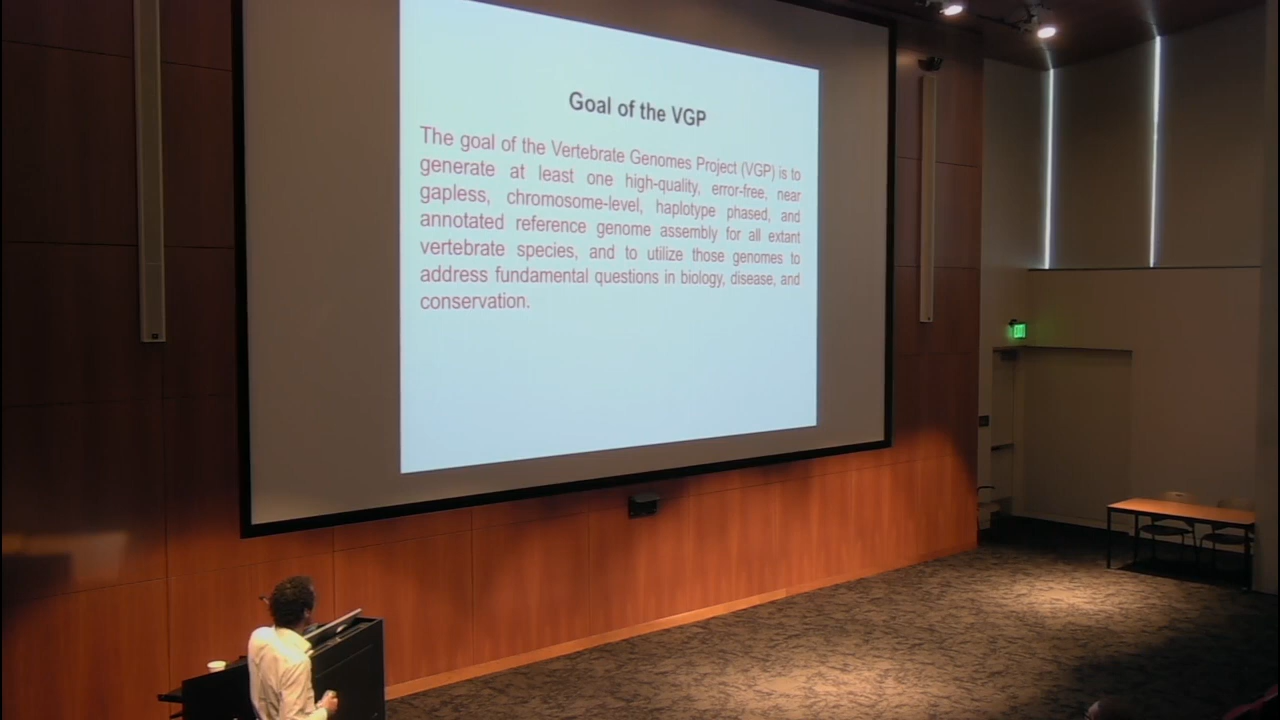 Goal of the VGP
The goal of the Vertebrate Genomes Project (VGP) is to
generate at least one high-quality, error-free, near
gapless, chromosome-level, haplotype phased, and
annotated reference genome assembly for all extant
vertebrate species, and to utilize those genomes to
address fundamental questions in biology, disease, and
conservation.
EXIT